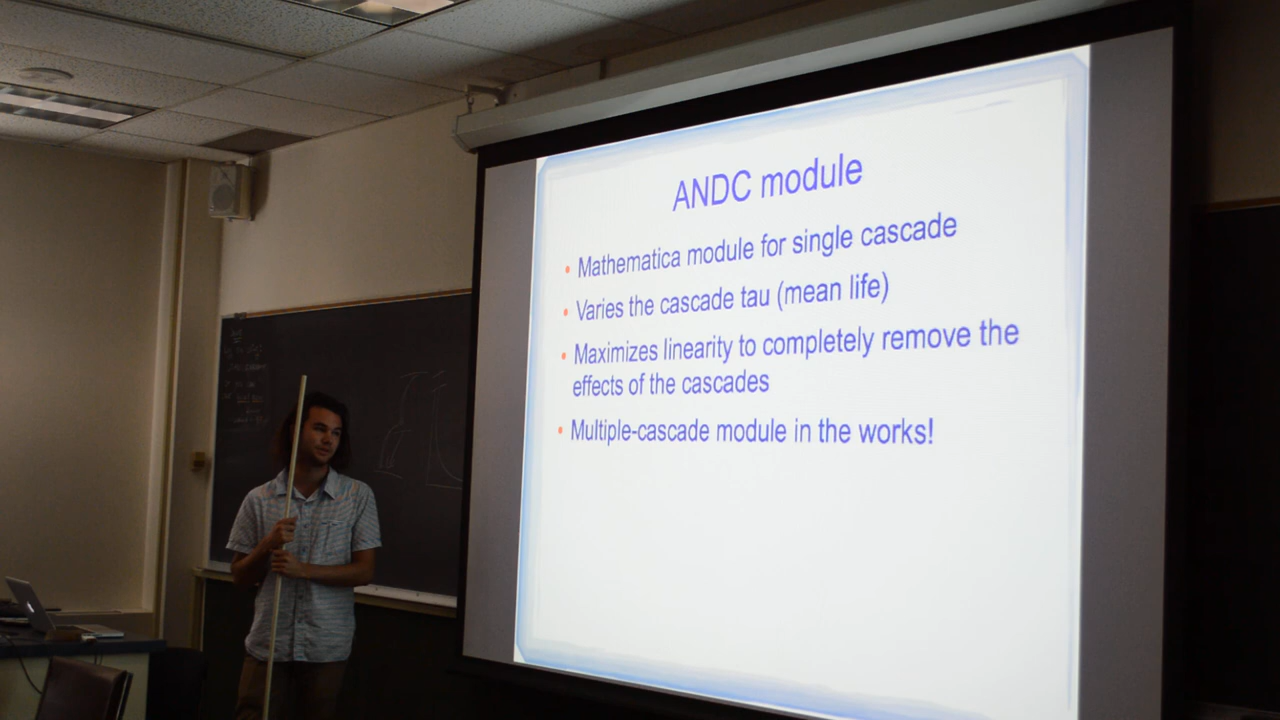 ANDC module
• Mathematica module for single cascade
• Varies the cascade tau (mean life)
• Maximizes linearity to completely remove the
effects of the cascades
• Multiple-cascade module in the works!